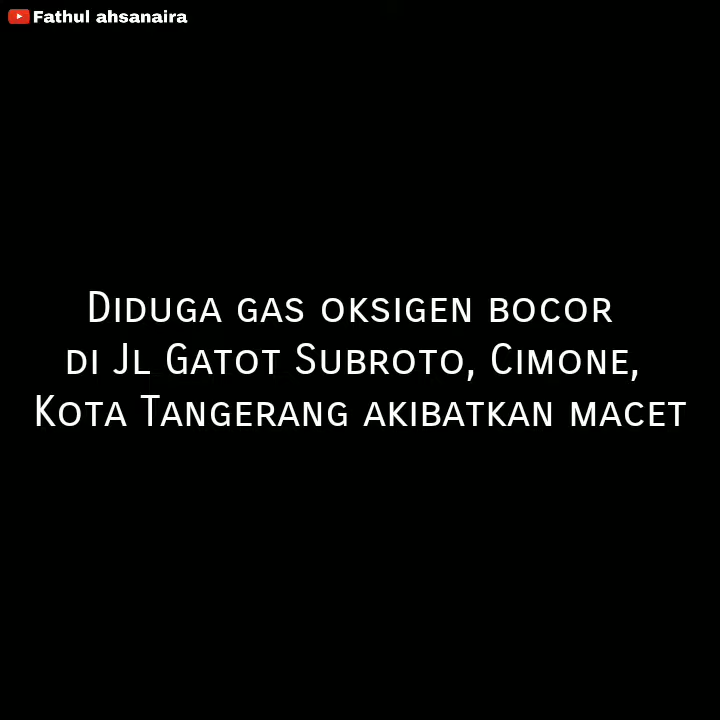 Fathul ahsanaira
Diduga gas oksigen bocor
di Jl Gatot Subroto, Cimone,
Kota Tangerang akibatkan macet